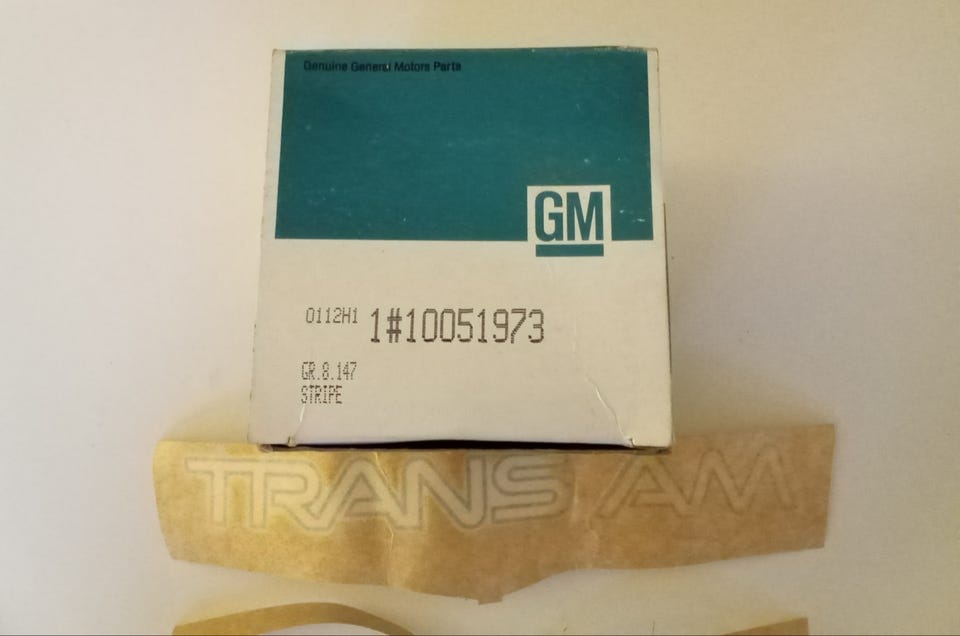 Genuine General Motors Parts
GM
0112H1 1#10051973
GR.8.147
STRIPE
TRANS AM